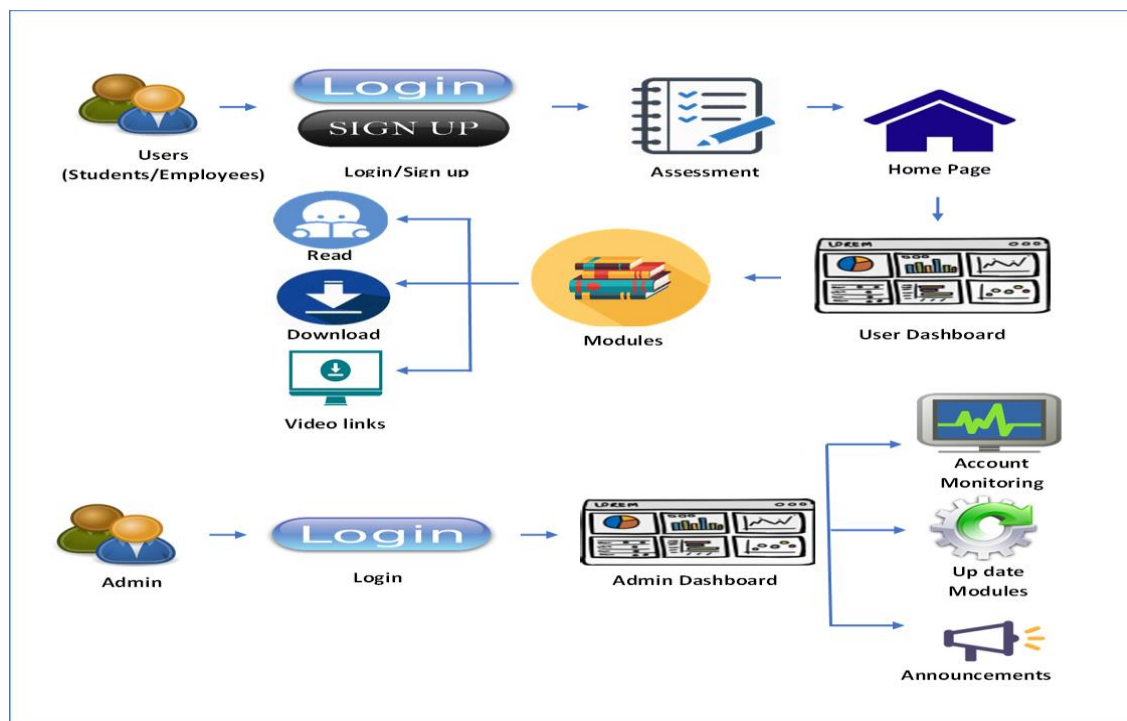 Login
SIGN UP
Users
(Students/Employees)
Login/Sign up
Assessment
Home Page
Read
Download
Video links
Modules
LOREM
User Dashboard
Account
Monitoring
Admin
Login
Login
LOREM
Admin Dashboard
Up date
Modules
Announcements